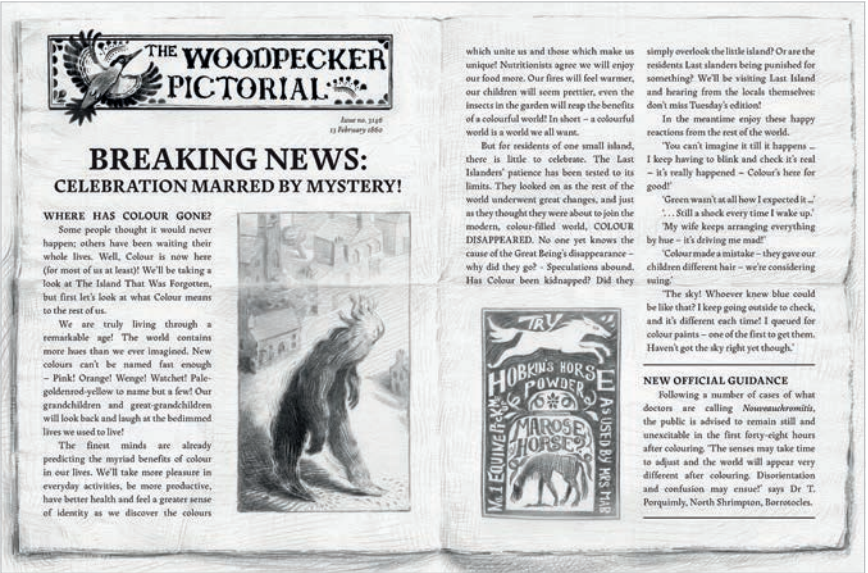 THE WOODPECKER
PICTORIAL
Issue no. 3146
13 February 1860
BREAKING NEWS:
CELEBRATION MARRED BY MYSTERY!
WHERE HAS COLOUR GONE?
Some people thought it would never
happen; others have been waiting their
whole lives. Well, Colour is now here
(for most of us at least)! We'll be taking a
look at The Island That Was Forgotten,
but first let's look at what Colour means
to the rest of us.
We are truly living through a
remarkable age! The world contains
more hues than we ever imagined. New
colours can't be named fast enough
– Pink! Orange! Wenge! Watchet! Pale-
goldenrod-yellow to name but a few! Our
grandchildren and great-grandchildren
will look back and laugh at the bedimmed
lives we used to live!
The finest minds are already
predicting the myriad benefits of colour
in our lives. We'll take more pleasure in
everyday activities, be more productive,
have better health and feel a greater sense
of identity as we discover the colours
which unite us and those which make us
unique! Nutritionists agree we will enjoy
our food more. Our fires will feel warmer,
our children will seem prettier, even the
insects in the garden will reap the benefits
of a colourful world! In short – a colourful
world is a world we all want.
But for residents of one small island,
there is little to celebrate. The Last
Islanders' patience has been tested to its
limits. They looked on as the rest of the
world underwent great changes, and just
as they thought they were about to join the
modern, colour-filled world, COLOUR
DISAPPEARED. No one yet knows the
cause of the Great Being's disappearance –
why did they go? - Speculations abound.
Has Colour been kidnapped? Did they
TRY
HOBKIN'S HORSE
POWDER
MAROSE
HORSE?
No. 1 EQUINE PICK ME
AS USED BY MRS M&B
simply overlook the little island? Or are the
residents Last slanders being punished for
something? We'll be visiting Last Island
and hearing from the locals themselves:
don't miss Tuesday's edition!
In the meantime enjoy these happy
reactions from the rest of the world.
'You can't imagine it till it happens ...
I keep having to blink and check it's real
– it's really happened – Colour's here for
good!'
'Green wasn't at all how I expected it ...'
'. . . Still a shock every time I wake up.'
'My wife keeps arranging everything
by hue – it's driving me mad!'
'Colour made a mistake – they gave our
children different hair – we're considering
suing.'
'The sky! Whoever knew blue could
be like that? I keep going outside to check,
and it's different each time! I queued for
colour paints – one of the first to get them.
Haven't got the sky right yet though.'
NEW OFFICIAL GUIDANCE
Following a number of cases of what
doctors are calling Nouveauchromitis,
the public is advised to remain still and
unexcitable in the first forty-eight hours
after colouring. 'The senses may take time
to adjust and the world will appear very
different after colouring. Disorientation
and confusion may ensue!' says Dr T.
Porquimly, North Shrimpton, Borrotocles.